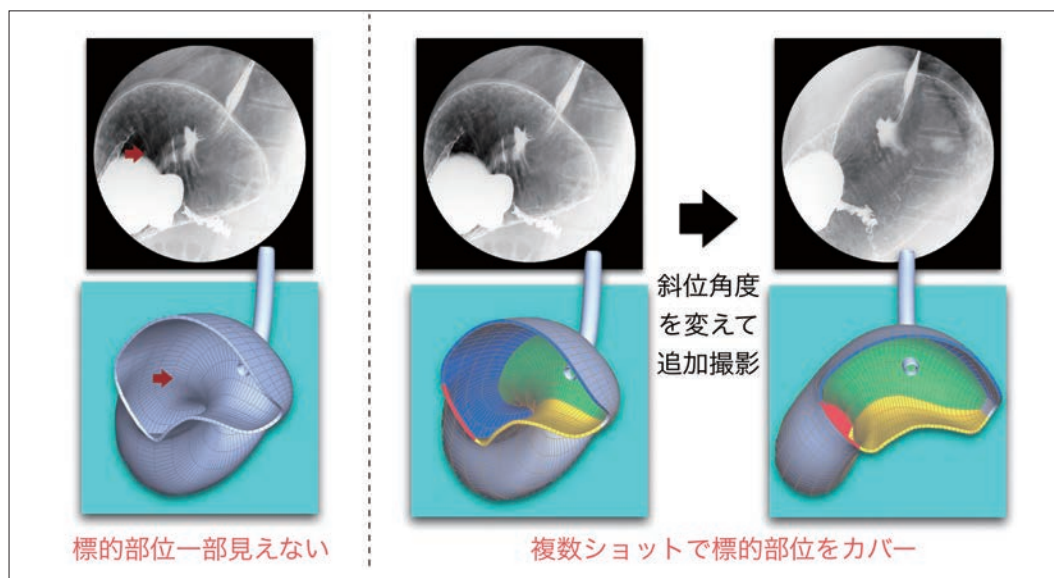 斜位角度
を変えて
追加撮影
標的部位一部見えない
複数ショットで標的部位をカバー